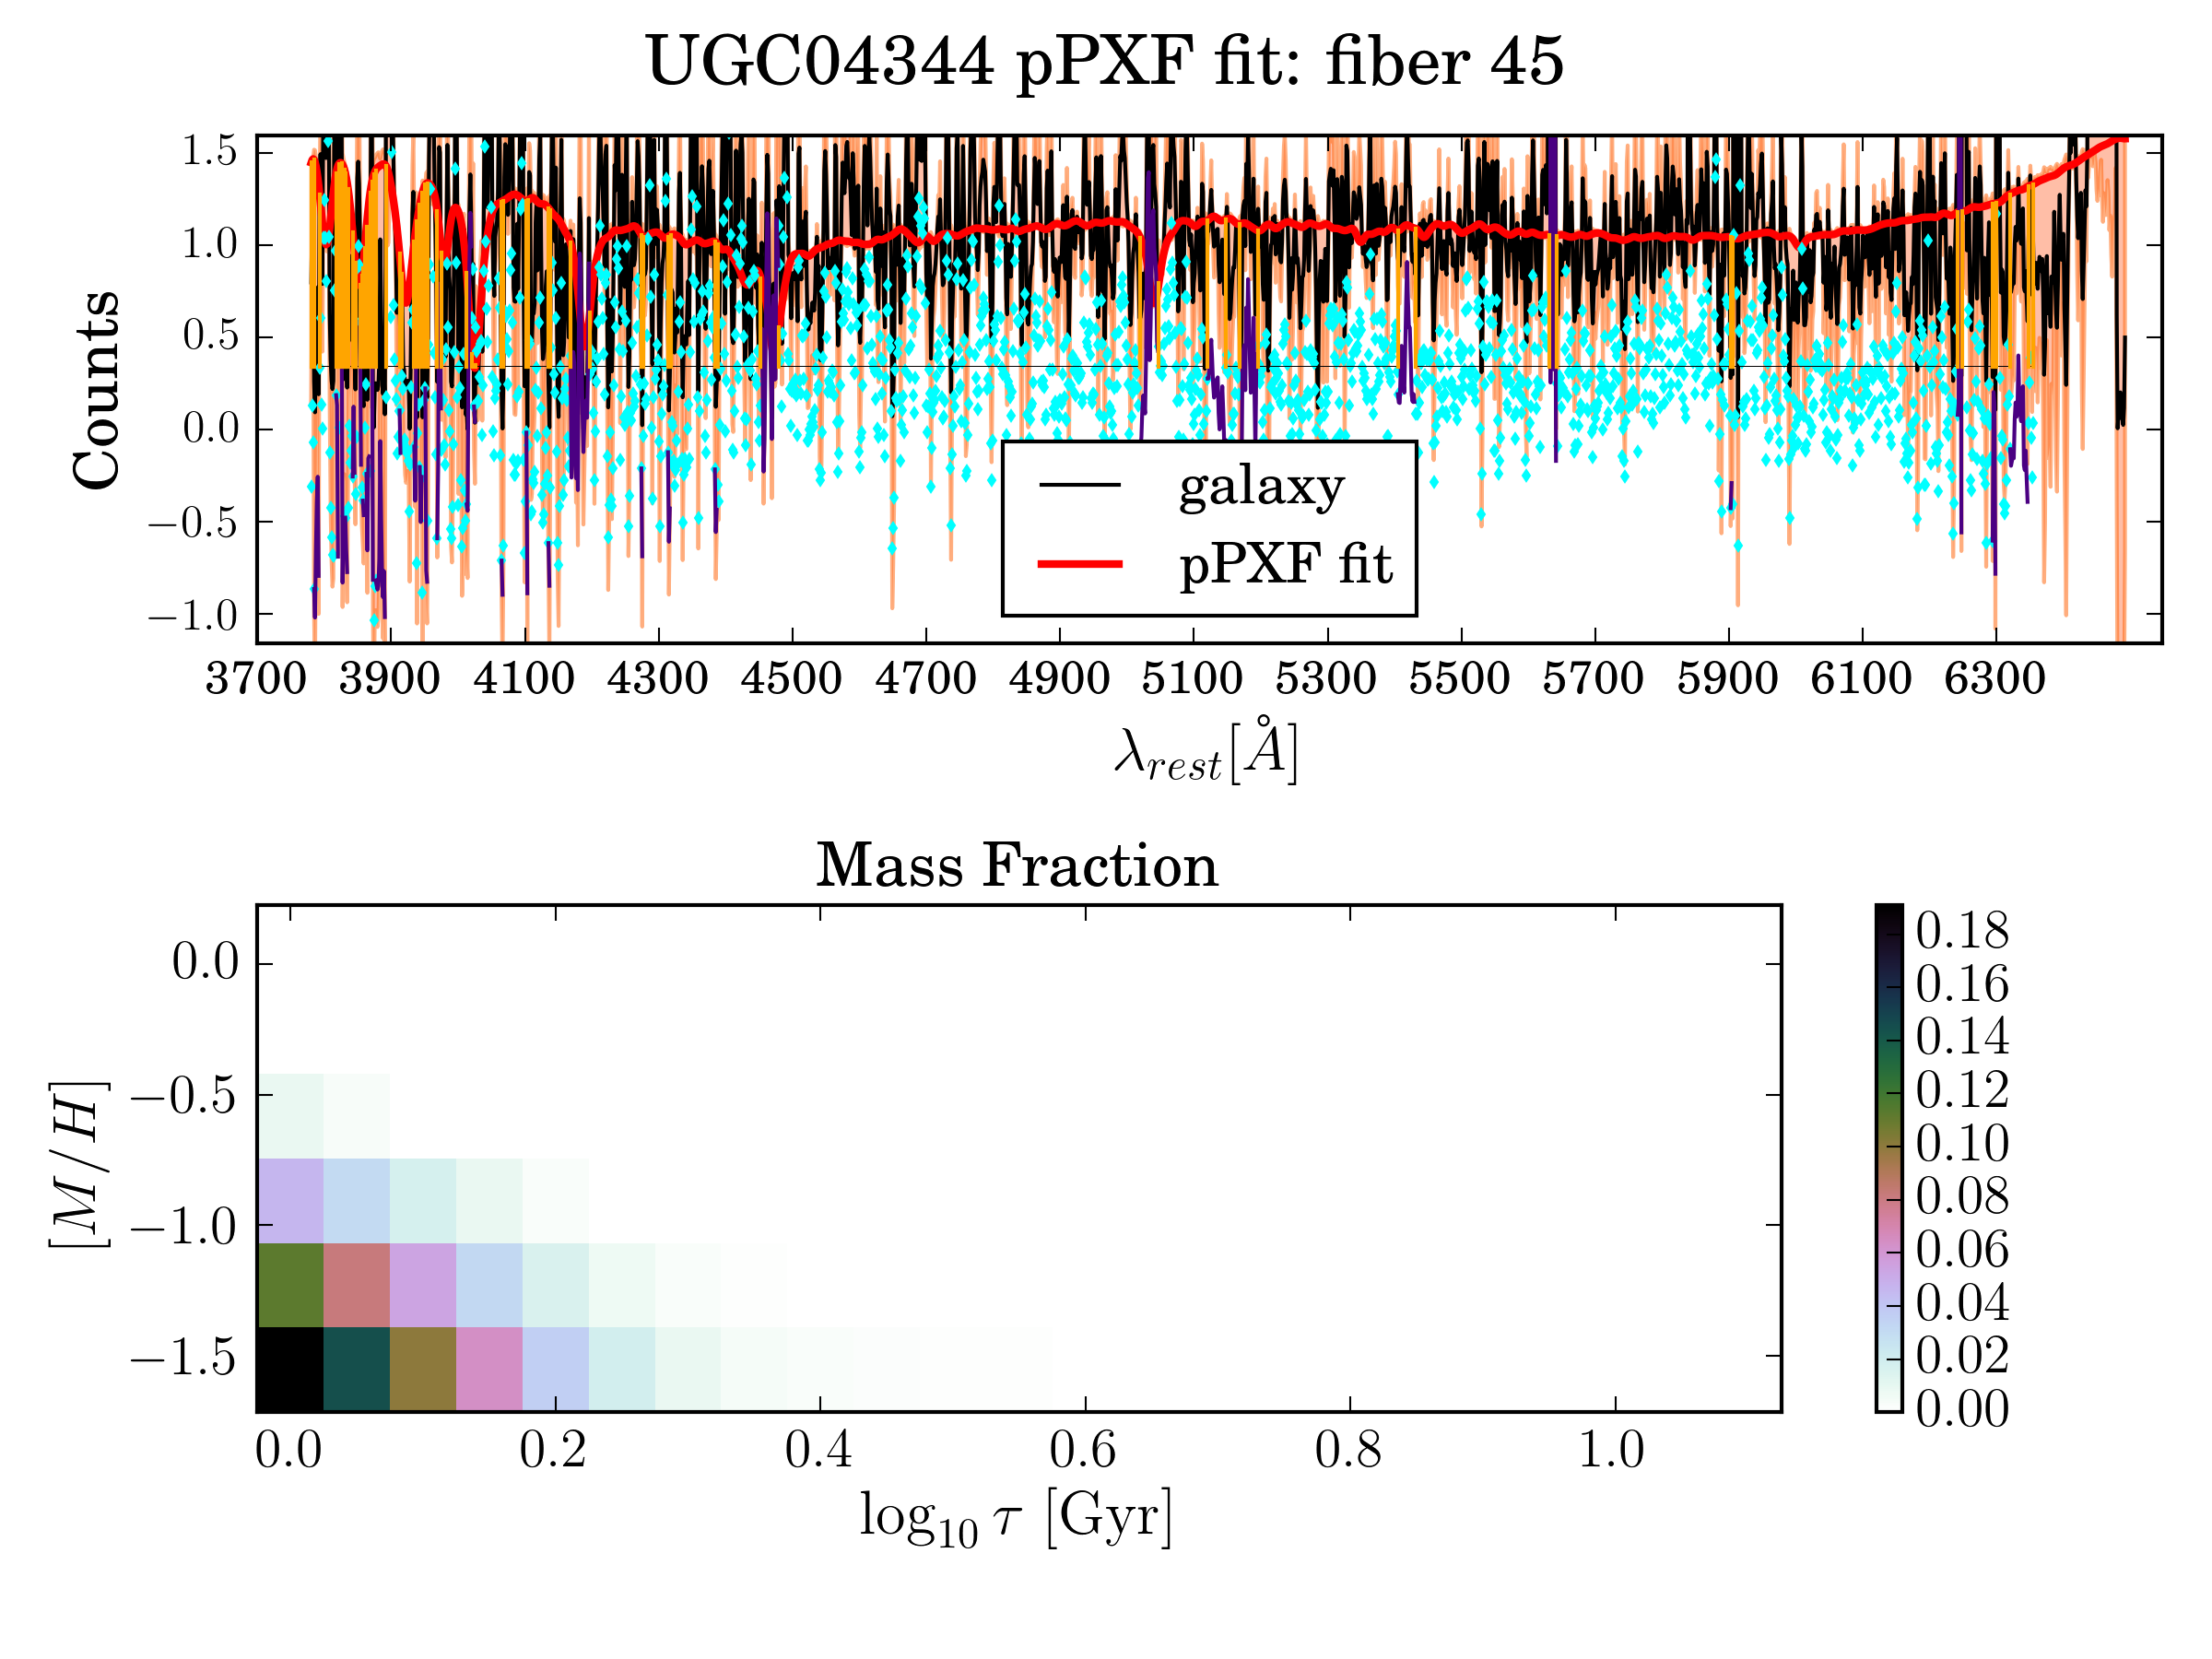 UGC04344 pPXF fit: fiber 45
Counts
1.5
1.0
0.5
0.0
−0.5
−1.0
galaxy
pPXF fit
3700 3900 4100 4300 4500 4700 4900 5100 5300 5500 5700 5900 6100 6300
λrest[Å]
Mass Fraction
[M/H]
0.0
−0.5
−1.0
−1.5
0.0 0.2 0.4 0.6 0.8 1.0
log10 τ [Gyr]
0.18
0.16
0.14
0.12
0.10
0.08
0.06
0.04
0.02
0.00